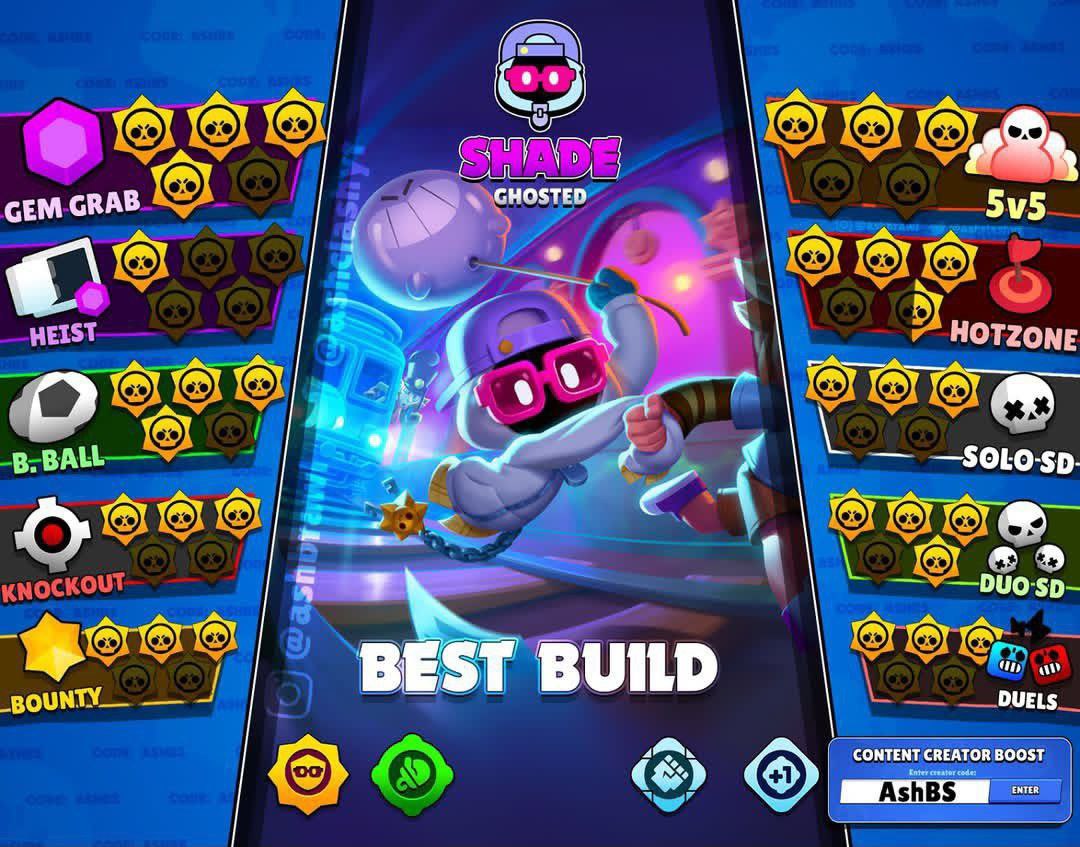 SHADE
GHOSTED
GEM GRAB
HEIST
B. BALL
KNOCKOUT
BOUNTY
5v5
HOTZONE
SOLO SD
DUO SD
DUELS
BEST BUILD
+1
CONTENT CREATOR BOOST
Enter creator code:
AshBS
ENTER
CODE: ASHBS